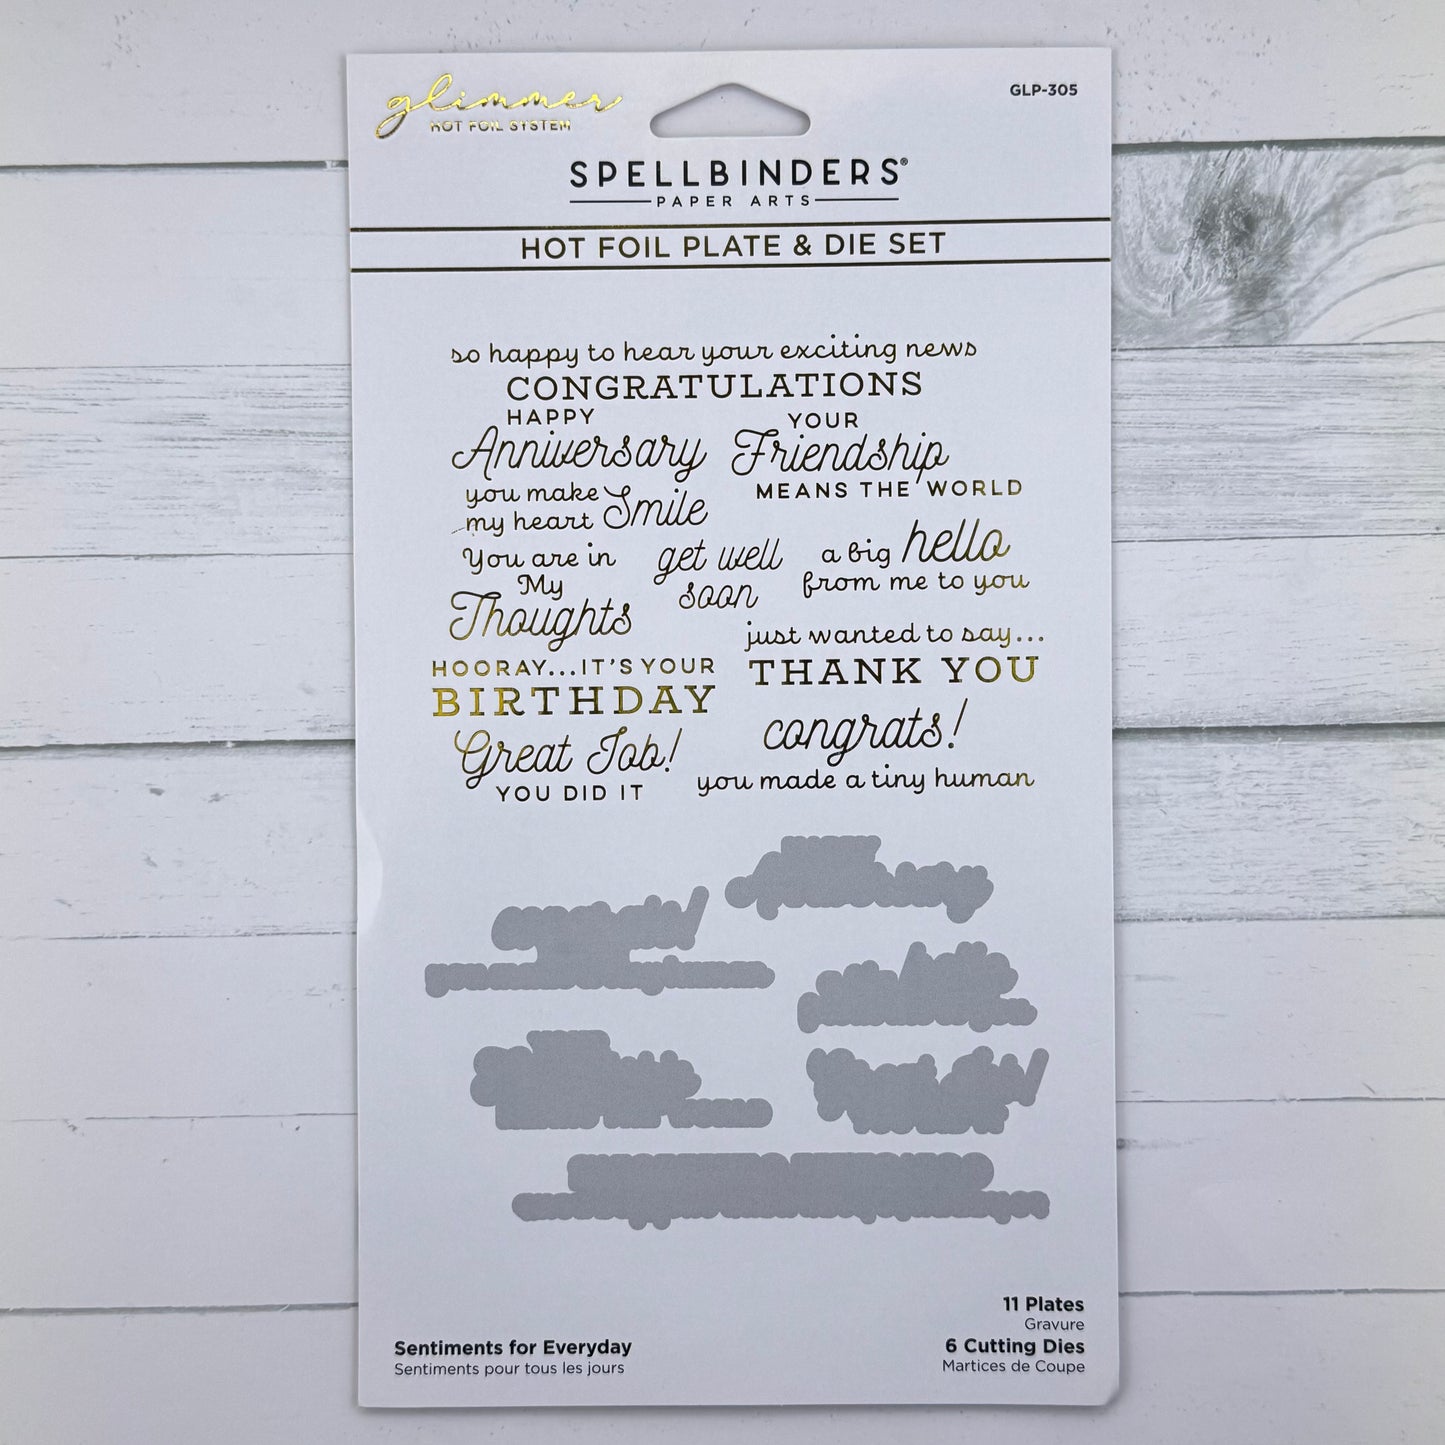 glimmer
HOT FOIL SYSTEM
GLP-305
SPELLBINDERS®
PAPER ARTS
HOT FOIL PLATE & DIE SET
so happy to hear your exciting news
CONGRATULATIONS
HAPPY
Anniversary
YOUR
Friendship
MEANS THE WORLD
you make
my heart Smile
You are in
My
Thoughts
get well
soon
a big hello
from me to you
just wanted to say...
THANK YOU
HOORAY...IT'S YOUR
BIRTHDAY
congrats!
you made a tiny human
Great Job!
YOU DID IT
11 Plates
Gravure
6 Cutting Dies
Martices de Coupe
Sentiments for Everyday
Sentiments pour tous les jours